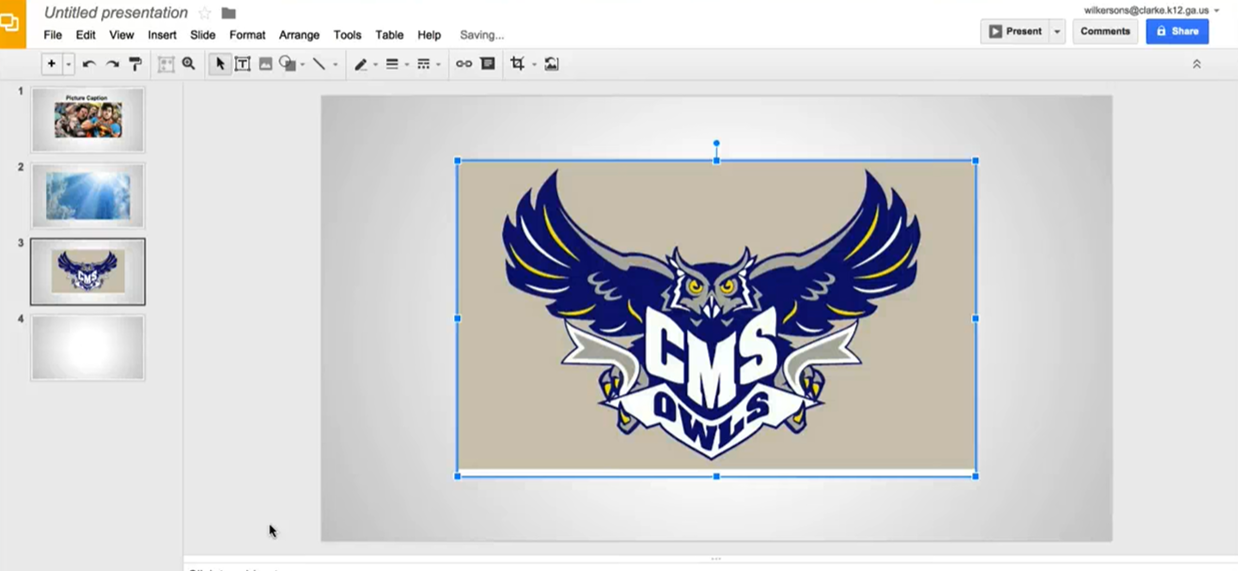 Untitled presentation
wilkersons@clarke.k12.ga.us
File Edit View Insert Slide Format Arrange Tools Table Help Saving...
Present Comments Share
1
Picture Caption
2
3
CMS
4
CMS
OWLS